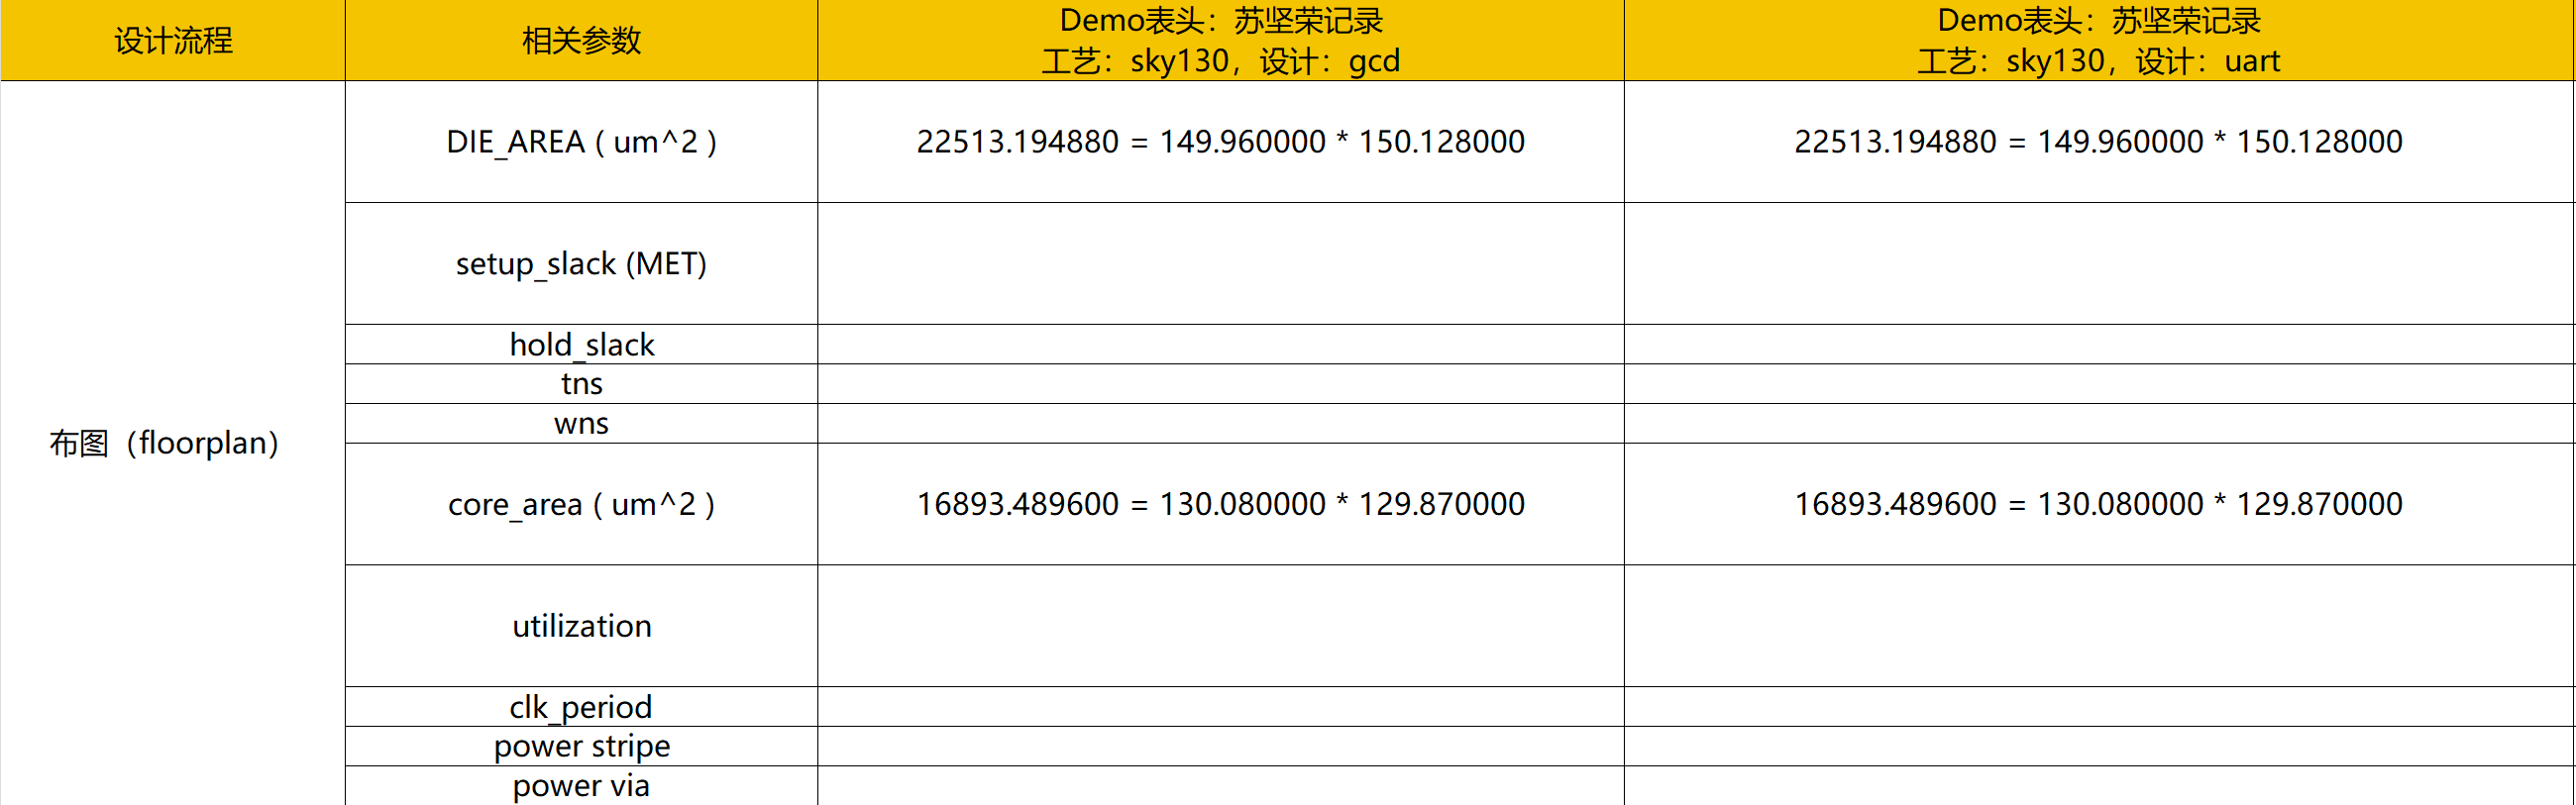 设计流程
相关参数
Demo表头：苏坚荣记录
工艺：sky130，设计：gcd
Demo表头：苏坚荣记录
工艺：sky130，设计：uart
布图（floorplan）
DIE_AREA ( um^2 )
22513.194880 = 149.960000 * 150.128000
22513.194880 = 149.960000 * 150.128000
setup_slack (MET)
hold_slack
tns
wns
core_area ( um^2 )
16893.489600 = 130.080000 * 129.870000
16893.489600 = 130.080000 * 129.870000
utilization
clk_period
power stripe
power via